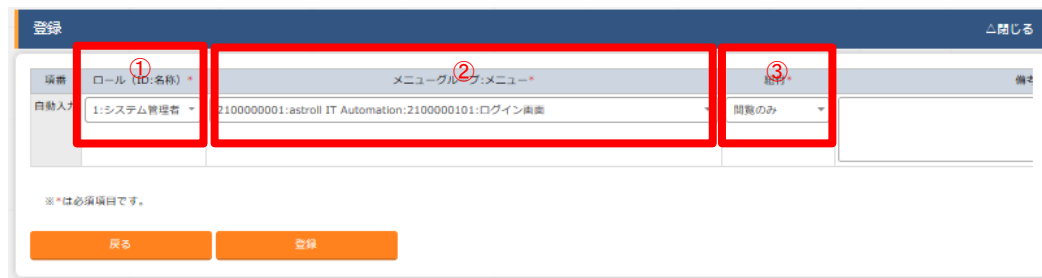 登録 △閉じる
① ② ③
項番 ロール (ID:名称) * メニューグループ:メニュー* 紐付* 備考
自動入力 1:システム管理者 2100000001:astroll IT Automation:2100000101:ログイン画面 閲覧のみ
※*は必須項目です。
戻る 登録